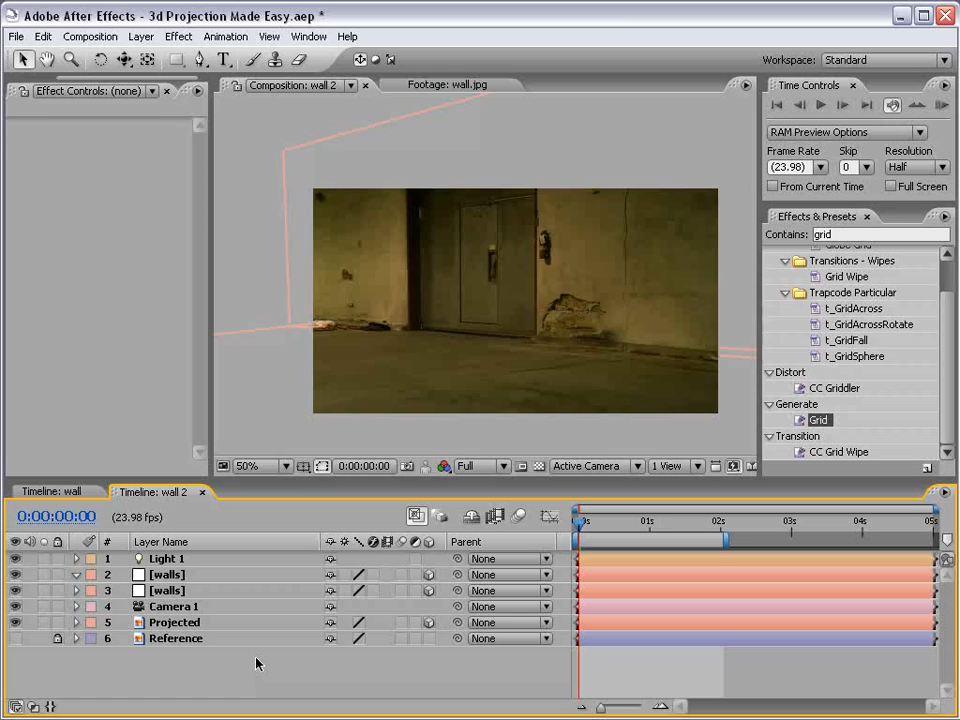 Adobe After Effects - 3d Projection Made Easy.aep *
File Edit Composition Layer Effect Animation View Window Help
Workspace: Standard
Effect Controls: (none)
Composition: wall 2
Footage: wall.jpg
Time Controls
RAM Preview Options
Frame Rate Skip Resolution
(23.98) 0 Half
From Current Time Full Screen
Effects & Presets
Contains: grid
Transitions - Wipes
Grid Wipe
Trapcode Particular
t_GridAcross
t_GridAcrossRotate
t_GridFall
t_GridSphere
Distort
CC Griddler
Generate
Grid
Transition
CC Grid Wipe
50% 0:00:00:00 Full Active Camera 1 View
Timeline: wall Timeline: wall 2
0:00:00:00 (23.98 fps)
01s 02s 03s 04s 05s
# Layer Name Parent
1 Light 1 None
2 [walls] None
3 [walls] None
4 Camera 1 None
5 Projected None
6 Reference None